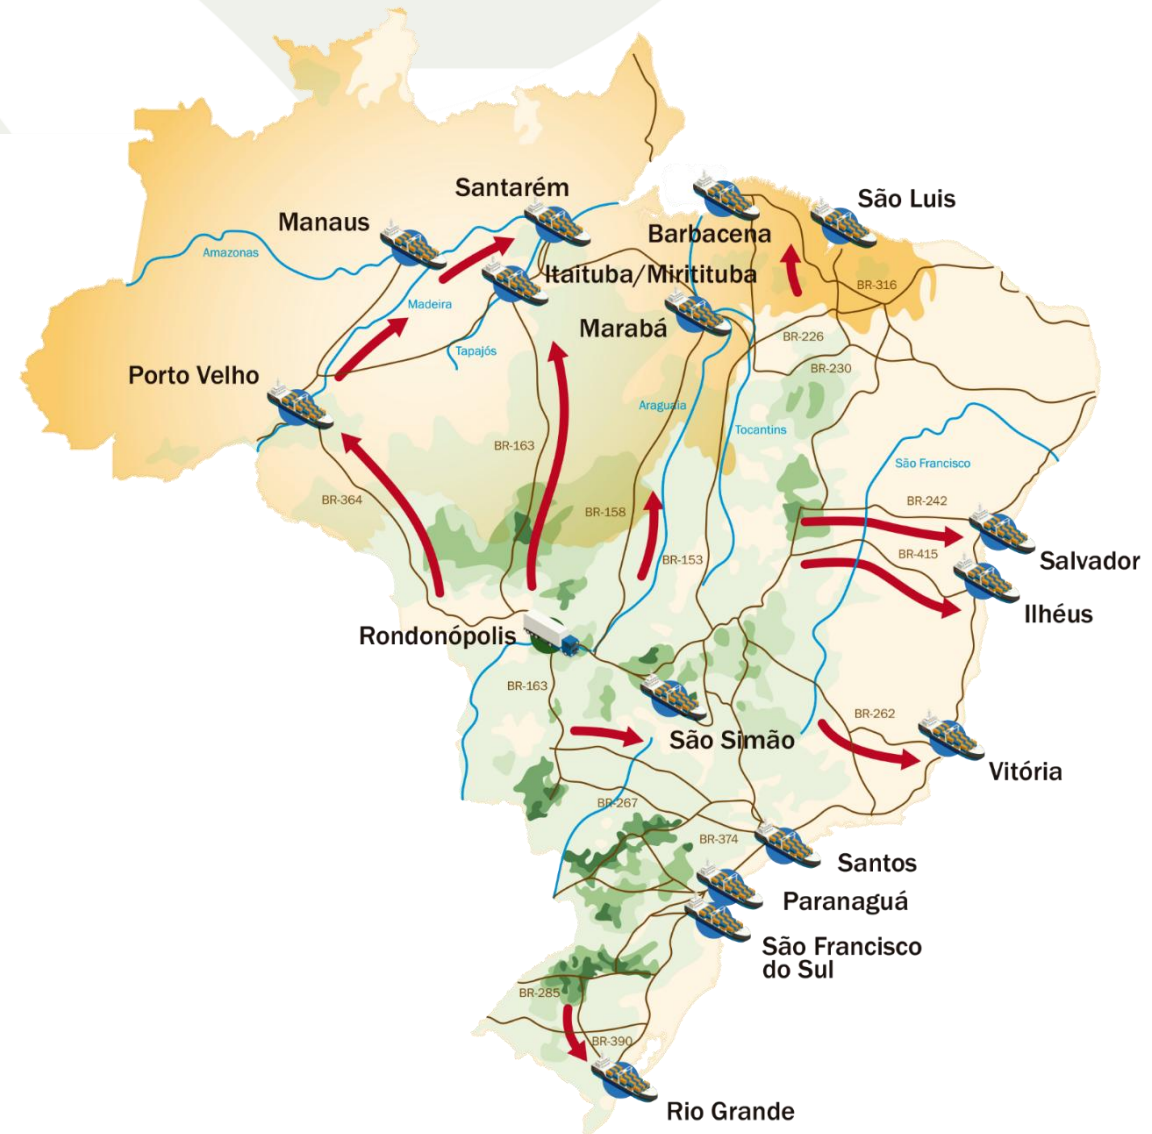 Santarém
São Luis
Manaus
Barbacena
Amazonas
Itaituba/Miritituba
BR-316
Madeira
Marabá
BR-226
Tapajós
BR-230
Porto Velho
Araguaia
Tocantins
BR-163
São Francisco
BR-364
BR-242
BR-158
BR-415
Salvador
BR-153
Ilhéus
Rondonópolis
BR-163
BR-262
São Simão
Vitória
BR-267
BR-374
Santos
Paranaguá
São Francisco
do Sul
BR-285
BR-390
Rio Grande